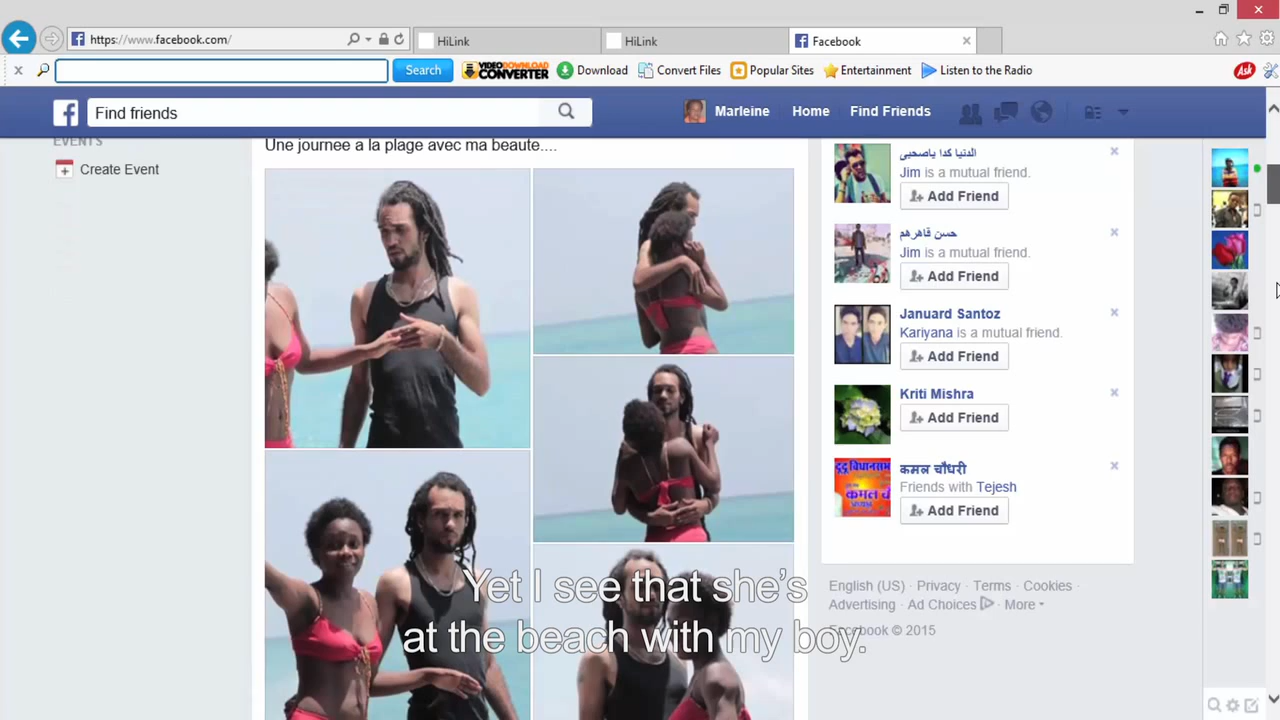 https://www.facebook.com/
HiLink
HiLink
Facebook
Search
VIDEO DOWNLOAD CONVERTER
Download
Convert Files
Popular Sites
Entertainment
Listen to the Radio
Ask
Find friends
Marleine
Home
Find Friends
EVENTS
Create Event
Une journee a la plage avec ma beaute....
الدنيا كدا ياصحبى
Jim is a mutual friend.
Add Friend
حسن قاهرهم
Jim is a mutual friend.
Add Friend
Januard Santoz
Kariyana is a mutual friend.
Add Friend
Kriti Mishra
Add Friend
कमल चौधरी
Friends with Tejesh
Add Friend
English (US) · Privacy · Terms · Cookies
Advertising · Ad Choices · More
Facebook © 2015
Yet I see that she's
at the beach with my boy.